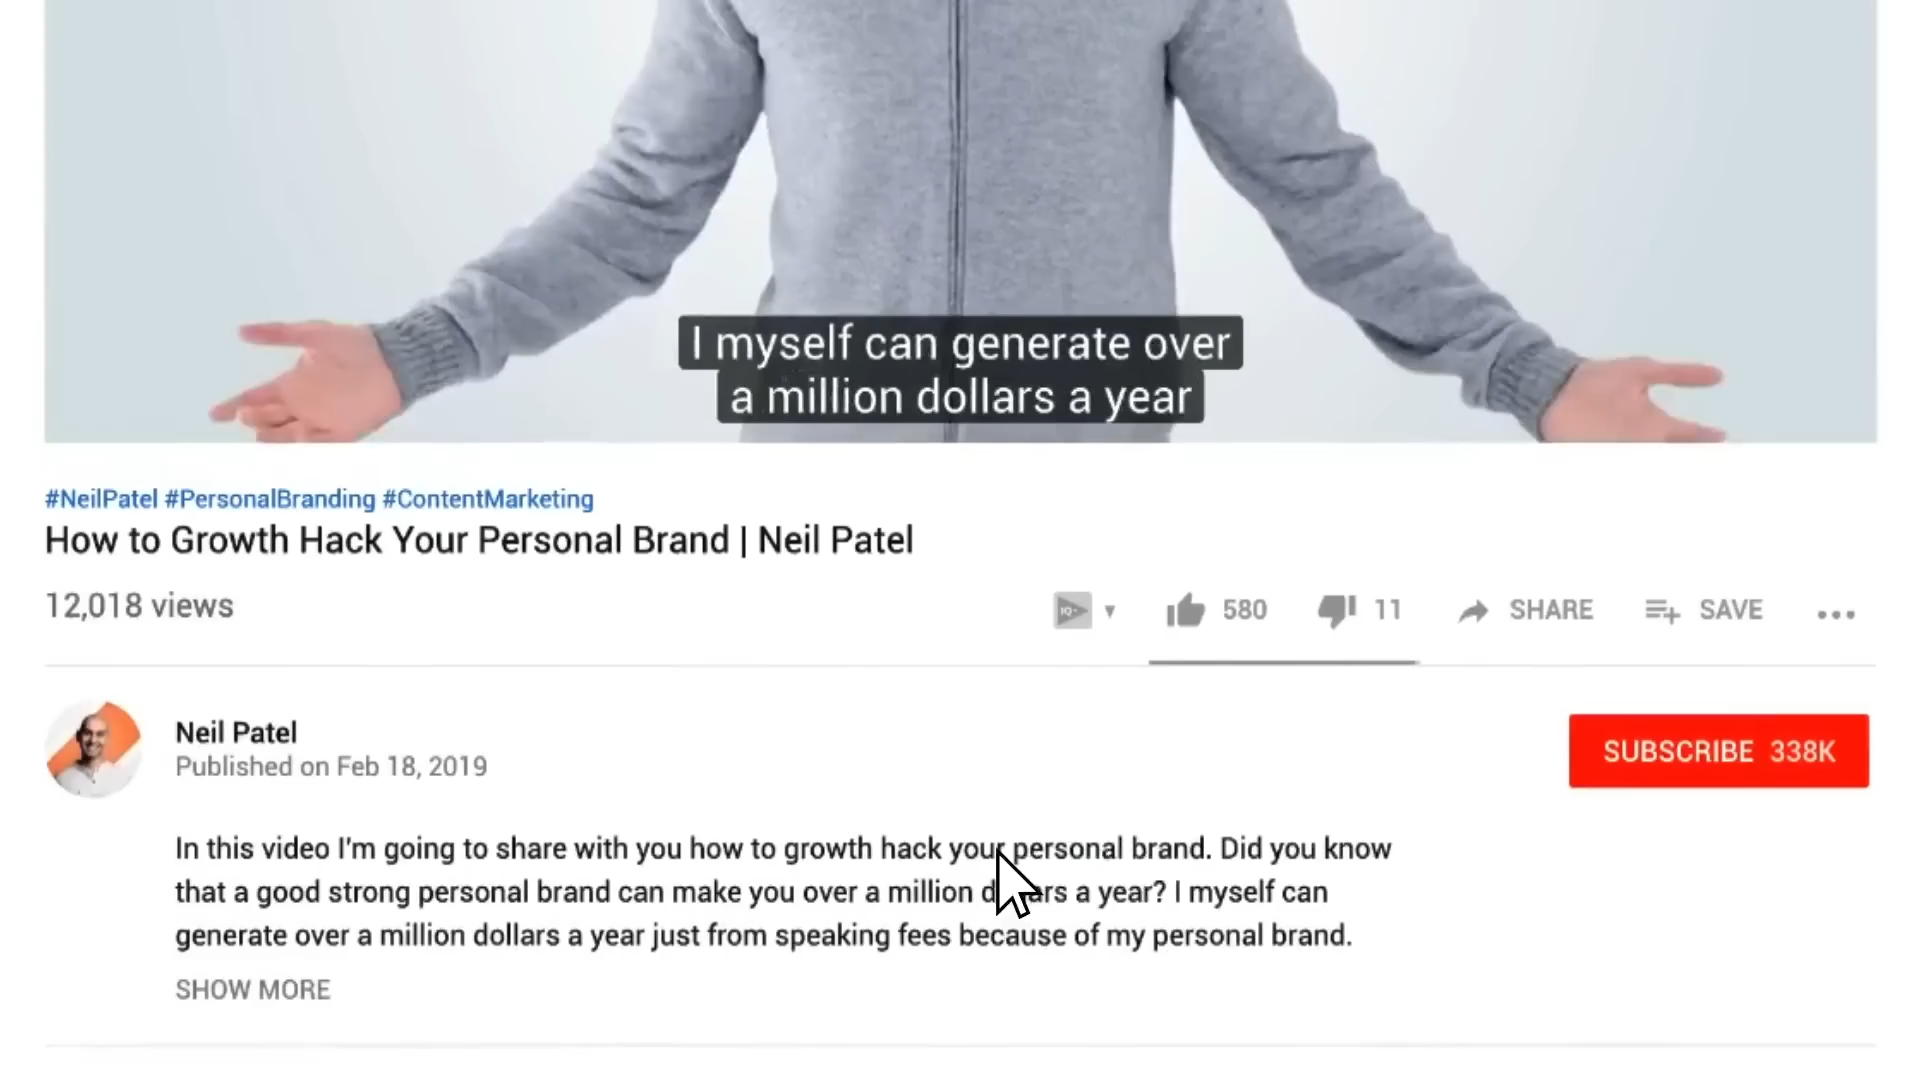 I myself can generate over
a million dollars a year
#NeilPatel #PersonalBranding #ContentMarketing
How to Growth Hack Your Personal Brand | Neil Patel
12,018 views
580 11 SHARE SAVE
Neil Patel
Published on Feb 18, 2019
SUBSCRIBE 338K
In this video I'm going to share with you how to growth hack your personal brand. Did you know
that a good strong personal brand can make you over a million dollars a year? I myself can
generate over a million dollars a year just from speaking fees because of my personal brand.
SHOW MORE